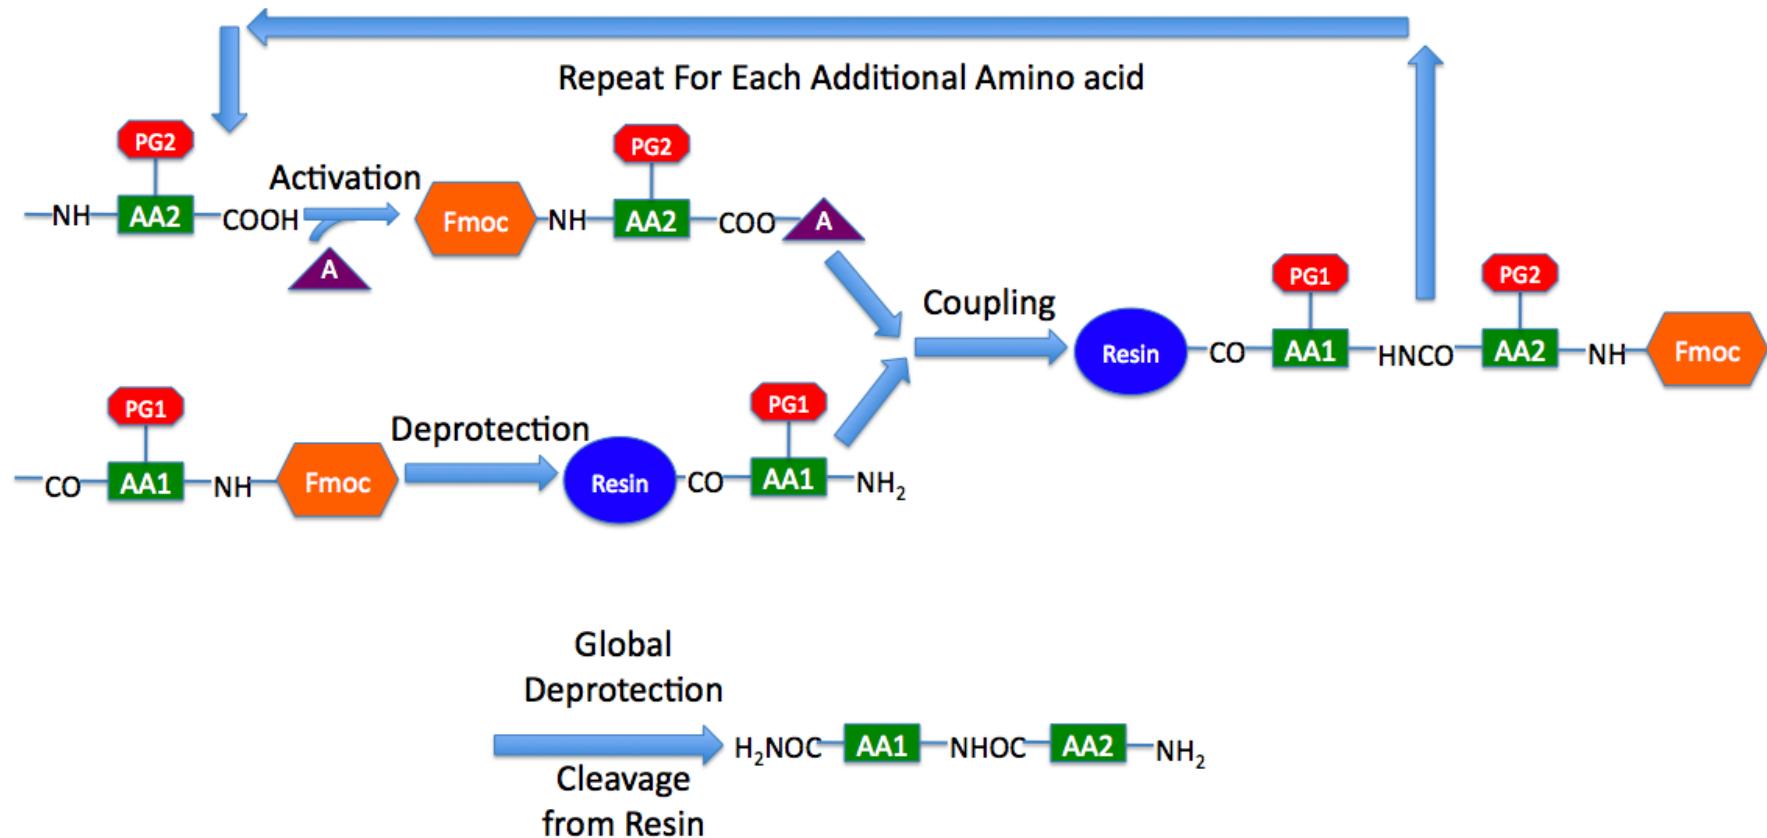 Repeat For Each Additional Amino acid
PG2
PG2
Activation
NH AA2 COOH
Fmoc NH AA2 COO A
A
PG1 PG2
Coupling
Resin CO AA1 HNCO AA2 NH Fmoc
PG1
PG1
Deprotection
CO AA1 NH Fmoc
Resin CO AA1 NH₂
Global
Deprotection
H₂NOC AA1 NHOC AA2 NH₂
Cleavage
from Resin